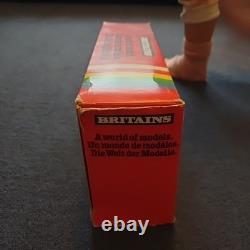 BRITAINS
A world of models.
Un monde de modèles.
Die Welt der Modelle.